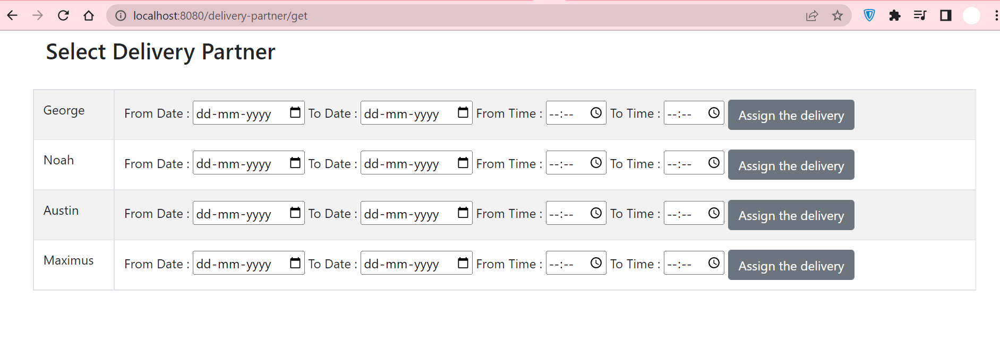 localhost:8080/delivery-partner/get
Select Delivery Partner
George From Date : dd-mm-yyyy To Date : dd-mm-yyyy From Time : --:-- To Time : --:-- Assign the delivery
Noah From Date : dd-mm-yyyy To Date : dd-mm-yyyy From Time : --:-- To Time : --:-- Assign the delivery
Austin From Date : dd-mm-yyyy To Date : dd-mm-yyyy From Time : --:-- To Time : --:-- Assign the delivery
Maximus From Date : dd-mm-yyyy To Date : dd-mm-yyyy From Time : --:-- To Time : --:-- Assign the delivery